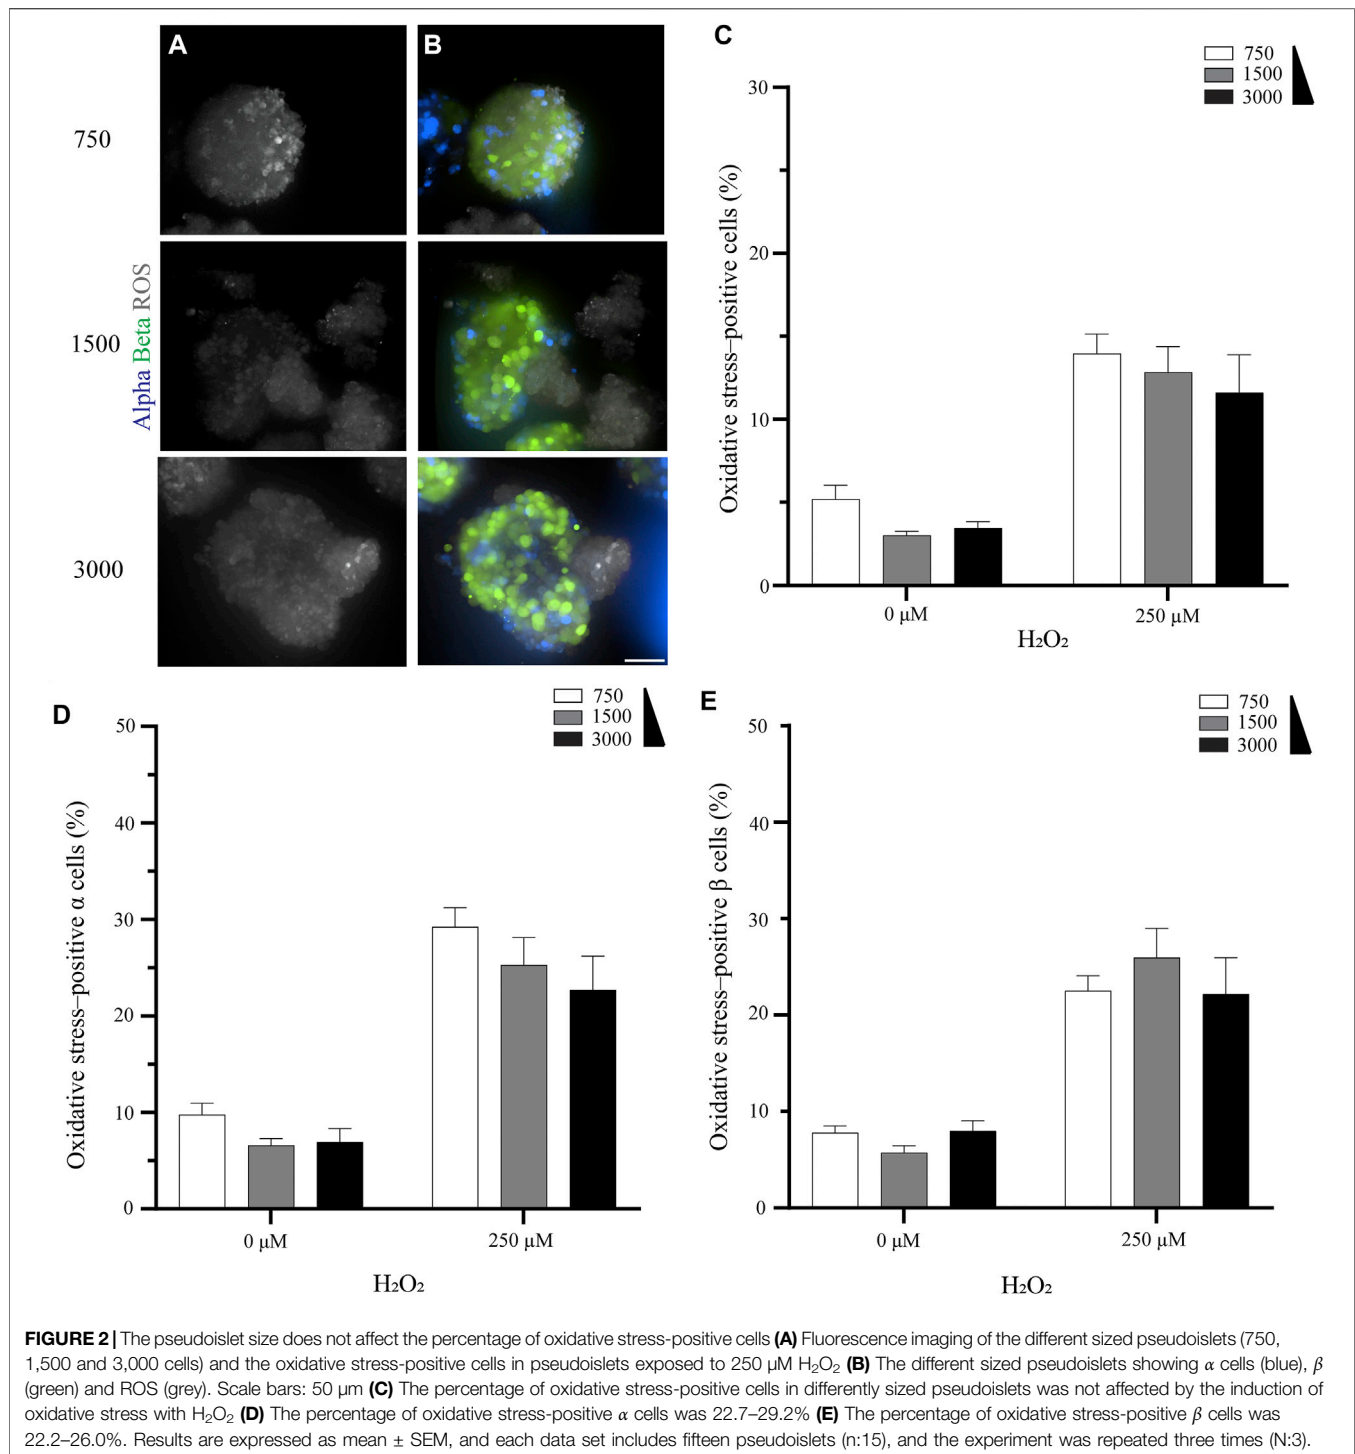 A
B
750
1500
3000
Alpha Beta ROS
C
750
1500
3000
Oxidative stress–positive cells (%)
30
20
10
0
0 µM
250 µM
H₂O₂
D
750
1500
3000
Oxidative stress–positive α cells (%)
50
40
30
20
10
0
0 µM
250 µM
H₂O₂
E
750
1500
3000
Oxidative stress–positive β cells (%)
50
40
30
20
10
0
0 µM
250 µM
H₂O₂
FIGURE 2 | The pseudoislet size does not affect the percentage of oxidative stress-positive cells (A) Fluorescence imaging of the different sized pseudoislets (750,
1,500 and 3,000 cells) and the oxidative stress-positive cells in pseudoislets exposed to 250 µM H₂O₂ (B) The different sized pseudoislets showing α cells (blue), β
(green) and ROS (grey). Scale bars: 50 µm (C) The percentage of oxidative stress-positive cells in differently sized pseudoislets was not affected by the induction of
oxidative stress with H₂O₂ (D) The percentage of oxidative stress-positive α cells was 22.7–29.2% (E) The percentage of oxidative stress-positive β cells was
22.2–26.0%. Results are expressed as mean ± SEM, and each data set includes fifteen pseudoislets (n:15), and the experiment was repeated three times (N:3).